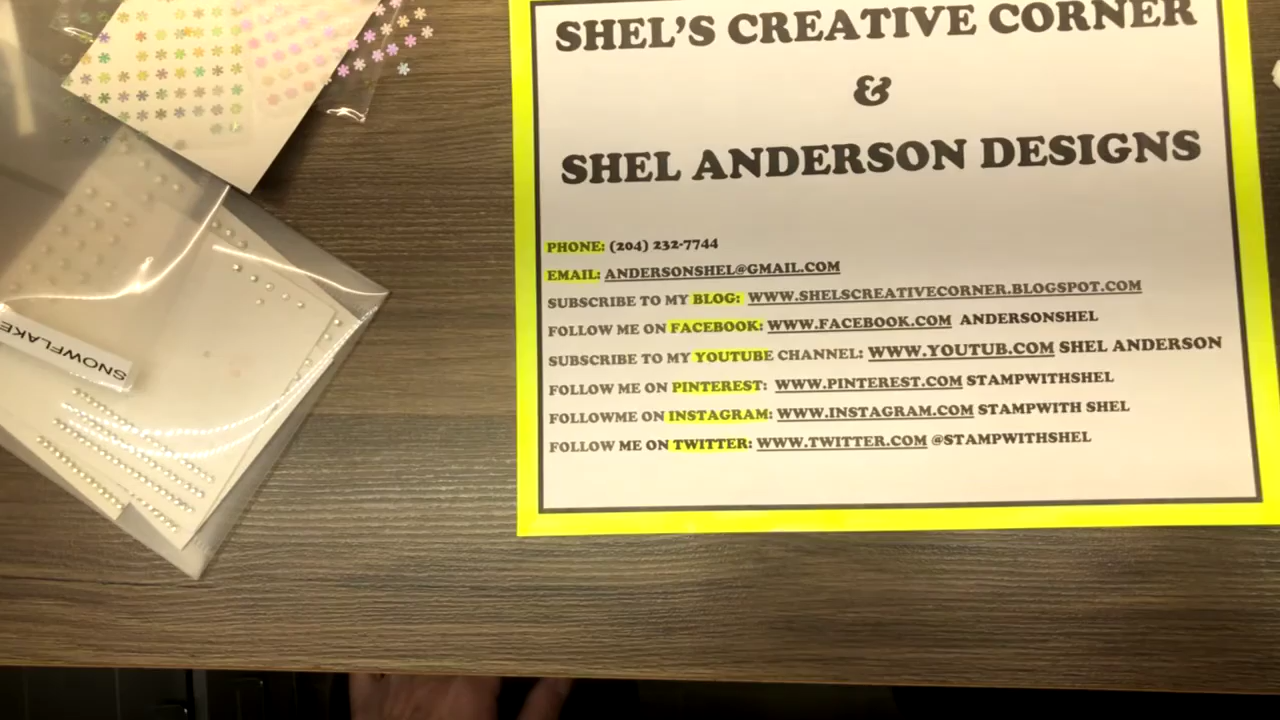 SHEL'S CREATIVE CORNER
&
SHEL ANDERSON DESIGNS
PHONE: (204) 232-7744
EMAIL: ANDERSONSHEL@GMAIL.COM
SUBSCRIBE TO MY BLOG: WWW.SHELSCREATIVECORNER.BLOGSPOT.COM
FOLLOW ME ON FACEBOOK: WWW.FACEBOOK.COM ANDERSONSHEL
SUBSCRIBE TO MY YOUTUBE CHANNEL: WWW.YOUTUB.COM SHEL ANDERSON
FOLLOW ME ON PINTEREST: WWW.PINTEREST.COM STAMPWITHSHEL
FOLLOWME ON INSTAGRAM: WWW.INSTAGRAM.COM STAMPWITH SHEL
FOLLOW ME ON TWITTER: WWW.TWITTER.COM @STAMPWITHSHEL
SNOWFLAKE